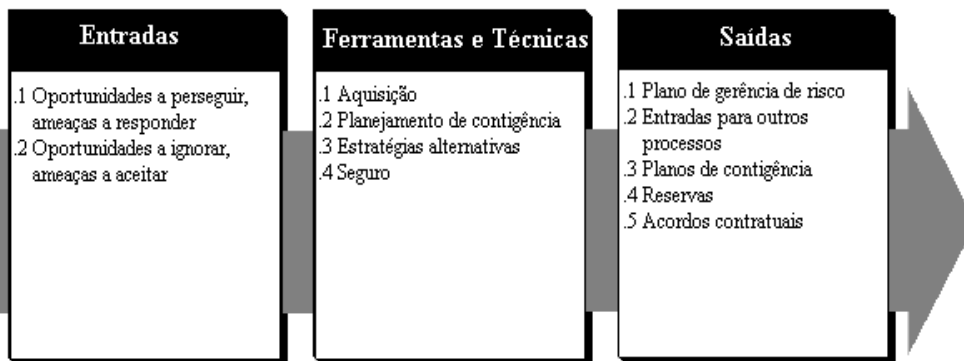 Entradas
.1 Oportunidades a perseguir,
ameaças a responder
.2 Oportunidades a ignorar,
ameaças a aceitar
Ferramentas e Técnicas
.1 Aquisição
.2 Planejamento de contigência
.3 Estratégias alternativas
.4 Seguro
Saídas
.1 Plano de gerência de risco
.2 Entradas para outros
processos
.3 Planos de contigência
.4 Reservas
.5 Acordos contratuais